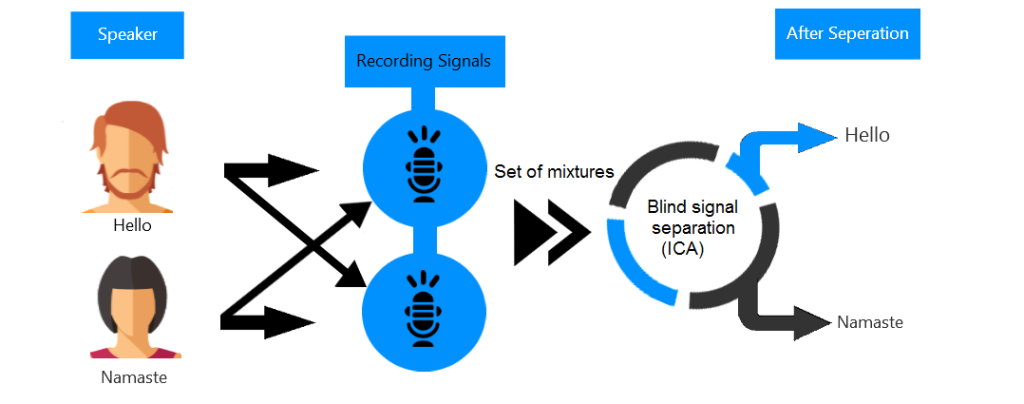 Speaker
Recording Signals
After Seperation
Hello
Namaste
Set of mixtures
Blind signal
separation
(ICA)
Hello
Namaste